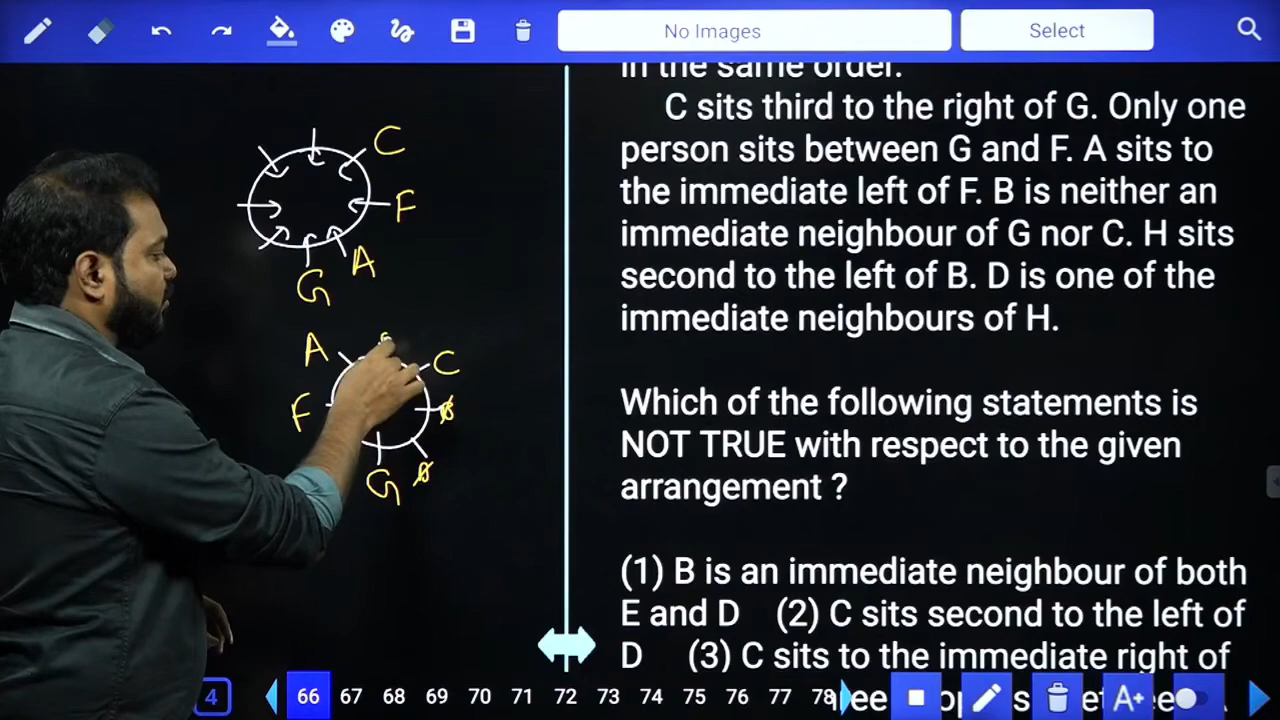 No Images
Select
in the same order.
C sits third to the right of G. Only one
person sits between G and F. A sits to
the immediate left of F. B is neither an
immediate neighbour of G nor C. H sits
second to the left of B. D is one of the
immediate neighbours of H.
Which of the following statements is
NOT TRUE with respect to the given
arrangement ?
(1) B is an immediate neighbour of both
E and D (2) C sits second to the left of
D (3) C sits to the immediate right of
C
F
A
G
A
C
F
B
G
B
4
66 67 68 69 70 71 72 73 74 75 76 77 78
A+